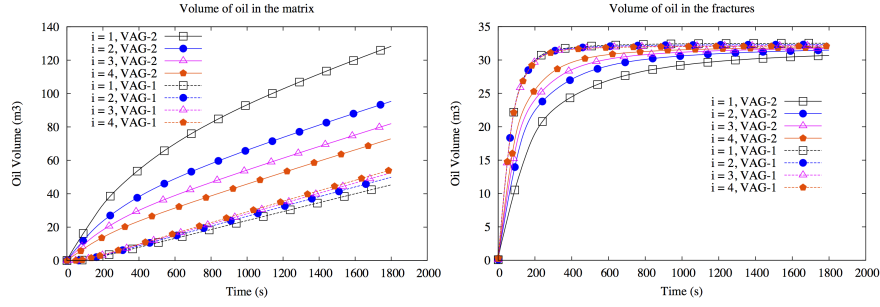 Volume of oil in the matrix
Oil Volume (m3)
140
120
100
80
60
40
20
0
0 200 400 600 800 1000 1200 1400 1600 1800 2000
Time (s)
i = 1, VAG-2
i = 2, VAG-2
i = 3, VAG-2
i = 4, VAG-2
i = 1, VAG-1
i = 2, VAG-1
i = 3, VAG-1
i = 4, VAG-1
Volume of oil in the fractures
Oil Volume (m3)
35
30
25
20
15
10
5
0
0 200 400 600 800 1000 1200 1400 1600 1800 2000
Time (s)
i = 1, VAG-2
i = 2, VAG-2
i = 3, VAG-2
i = 4, VAG-2
i = 1, VAG-1
i = 2, VAG-1
i = 3, VAG-1
i = 4, VAG-1